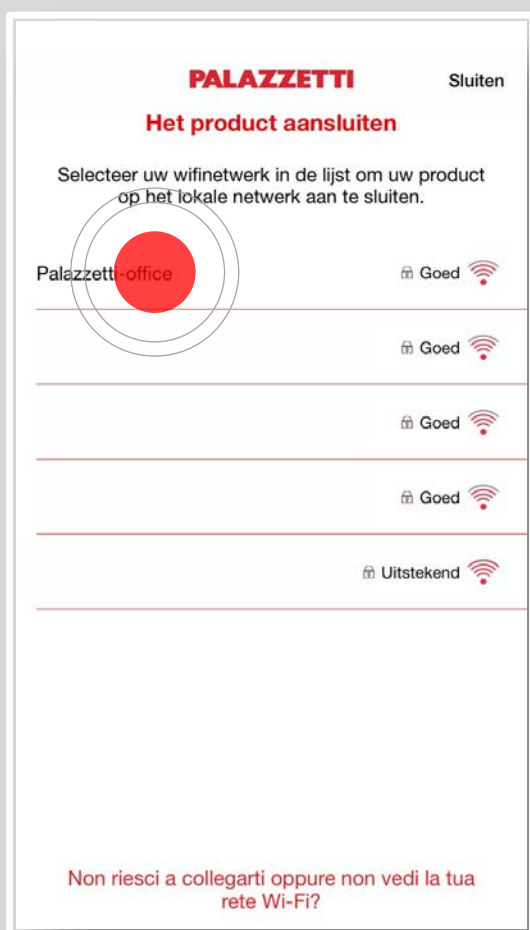 PALAZZETTI
Sluiten
Het product aansluiten
Selecteer uw wifinetwerk in de lijst om uw product
op het lokale netwerk aan te sluiten.
Palazzetti-office
Goed
Goed
Goed
Goed
Uitstekend
Non riesci a collegarti oppure non vedi la tua
rete Wi-Fi?